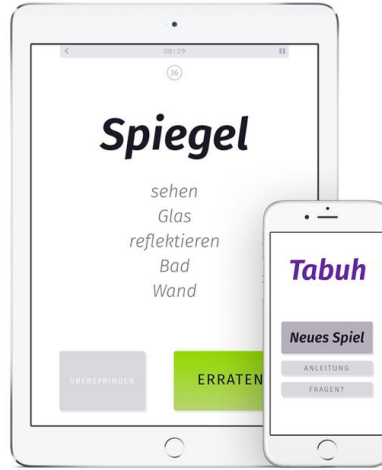 00:29
36
Spiegel
sehen
Glas
reflektieren
Bad
Wand
ÜBERSPRINGEN
ERRATEN
Tabuh
Neues Spiel
ANLEITUNG
FRAGEN?